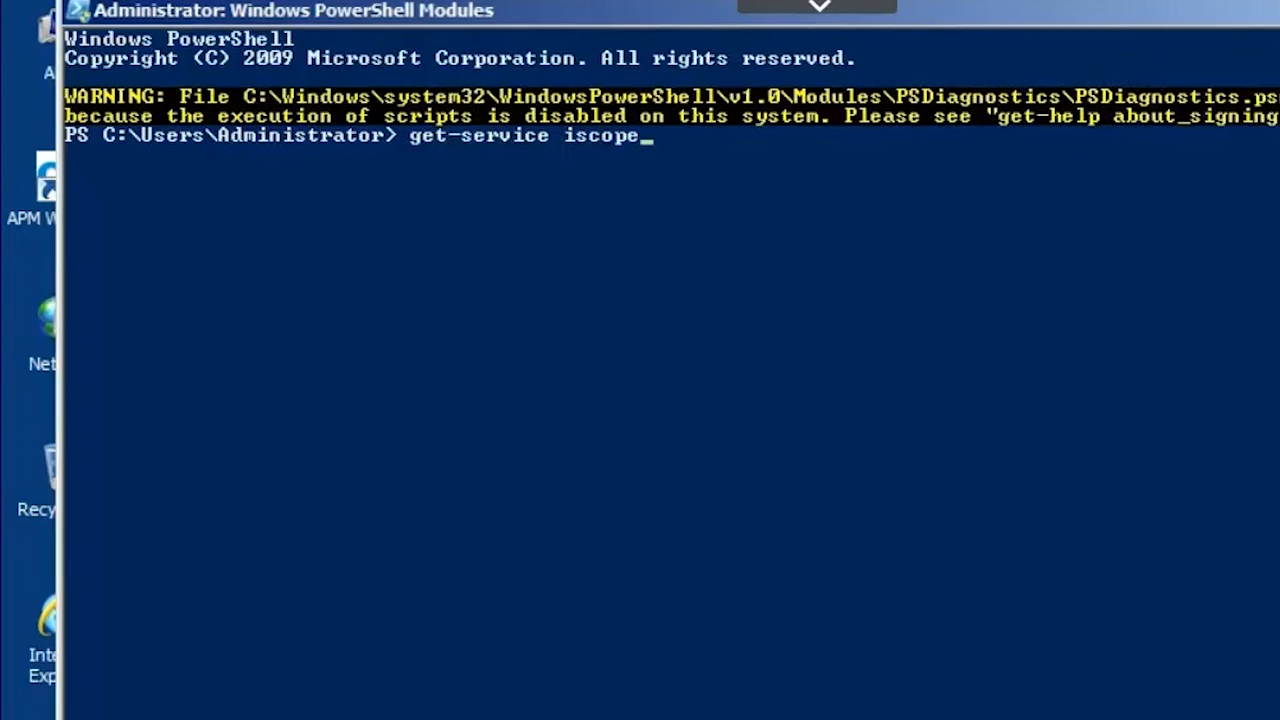 Administrator: Windows PowerShell Modules
Windows PowerShell
Copyright (C) 2009 Microsoft Corporation. All rights reserved.
WARNING: File C:\Windows\system32\WindowsPowerShell\v1.0\Modules\PSDiagnostics\PSDiagnostics.ps
because the execution of scripts is disabled on this system. Please see "get-help about_signing
PS C:\Users\Administrator> get-service iscope_
A
APM W
Net
Recy
Inte
Exp